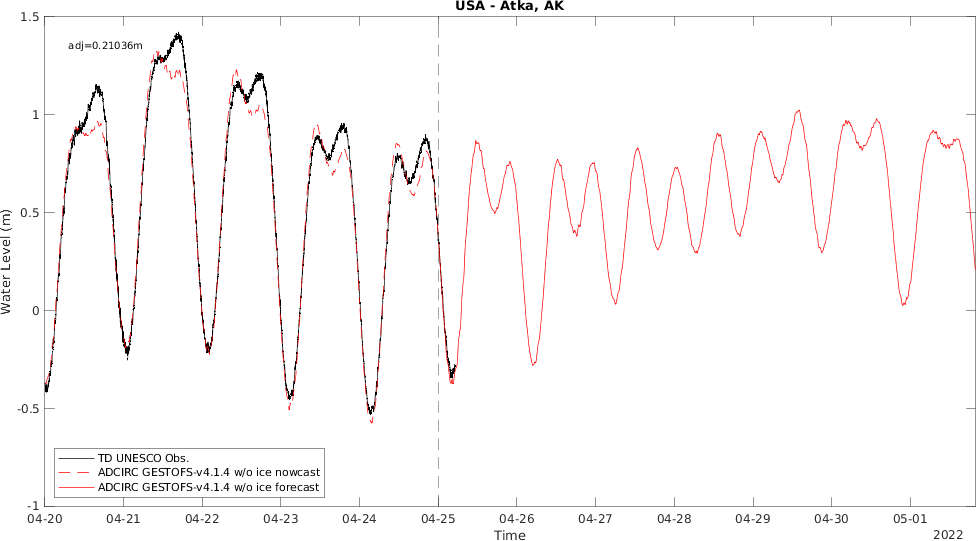 USA - Atka, AK
adj=0.21036m
1.5
1
0.5
0
-0.5
-1
Water Level (m)
TD UNESCO Obs.
ADCIRC GESTOFS-v4.1.4 w/o ice nowcast
ADCIRC GESTOFS-v4.1.4 w/o ice forecast
04-20 04-21 04-22 04-23 04-24 04-25 04-26 04-27 04-28 04-29 04-30 05-01
Time
2022